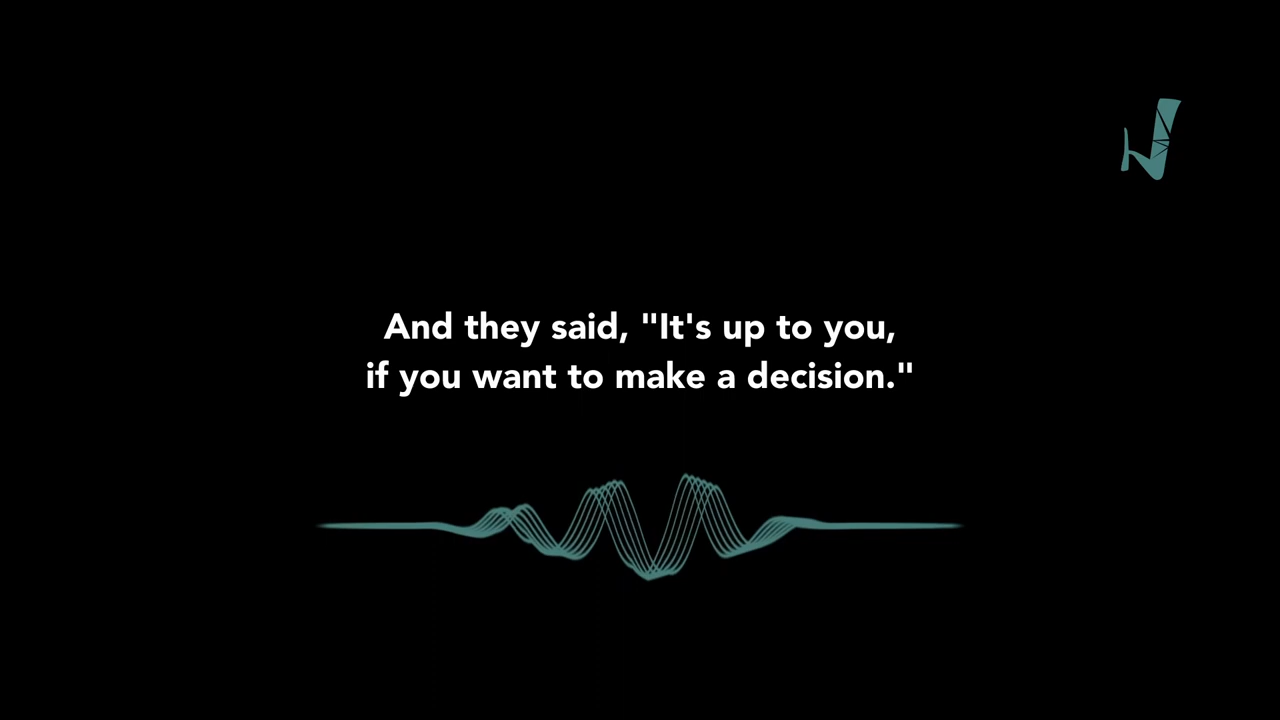 And they said, "It's up to you,
if you want to make a decision."